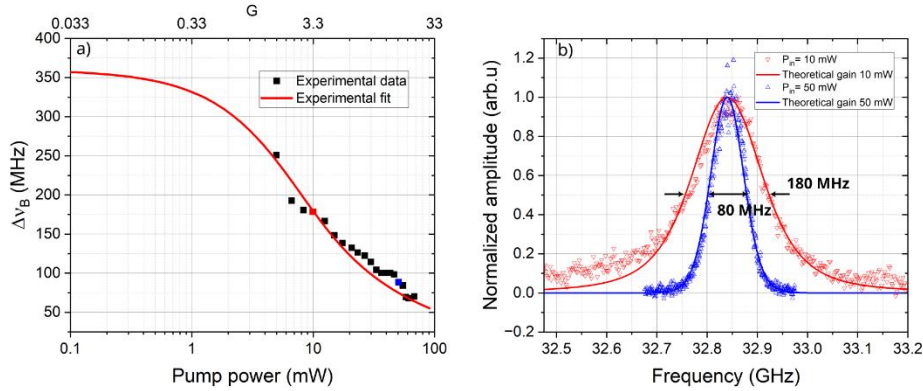 G
0.033 0.33 3.3 33
a)
Experimental data
Experimental fit
400
350
300
250
200
150
100
50
Δν_B (MHz)
0.1 1 10 100
Pump power (mW)
b)
P_in= 10 mW
Theoretical gain 10 mW
P_in= 50 mW
Theoretical gain 50 mW
1.2
1.0
0.8
0.6
0.4
0.2
0.0
−0.2
Normalized amplitude (arb.u)
180 MHz
80 MHz
32.5 32.6 32.7 32.8 32.9 33.0 33.1 33.2
Frequency (GHz)